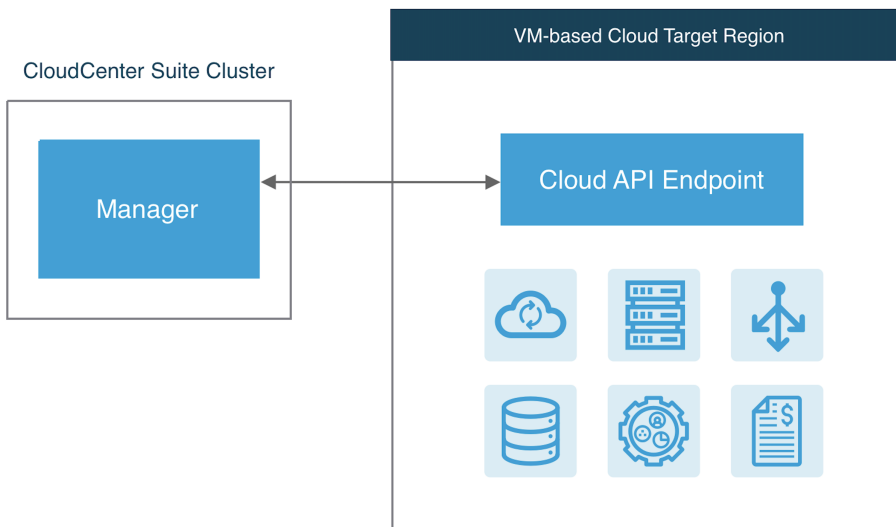 VM-based Cloud Target Region
CloudCenter Suite Cluster
Manager
Cloud API Endpoint
$